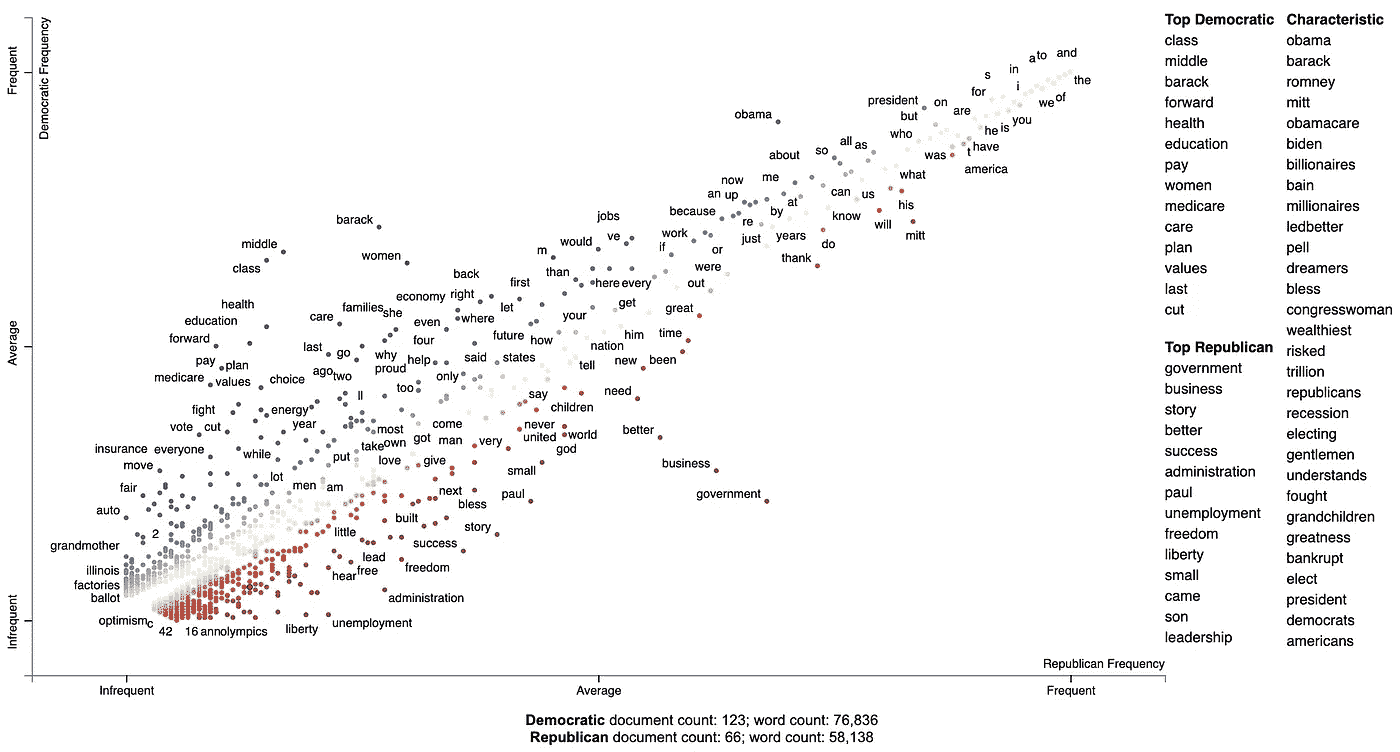 Top Democratic Characteristic
class obama
middle barack
barack romney
forward mitt
health obamacare
education biden
pay billionaires
women bain
medicare millionaires
care ledbetter
plan pell
values dreamers
last bless
cut congresswoman
wealthiest
Top Republican risked
government trillion
business republicans
story recession
better electing
success gentlemen
administration understands
paul fought
unemployment grandchildren
freedom greatness
liberty bankrupt
small elect
came president
son democrats
leadership americans
Democratic Frequency
Frequent
Average
Infrequent
a to and
s in
the
i
for
we of
president on are
but
you
obama
he is
who
have
t
all as
was
so
about
america
what
me
now
can us
an up
his
at
because
by
know
barack
jobs
re
will
mitt
work
just years
would ve
do
middle
if
or
m
women
thank
class
were
than
back
first
here every
out
economy right
health
families
let
get
great
she
care
your
education
even
where
future
him time
four
how
forward
last
go
nation
why
said states
been
help
pay plan
proud
tell
new
ago two
only
medicare values
choice
too
say
need
ll
fight
energy
children
vote cut
year
most
come
never
better
got man
united world
take own
very
insurance everyone
god
while
put
love
give
business
move
small
lot
fair
men am
next
paul
government
bless
auto
built
little
story
2
grandmother
success
lead
illinois
hear free
freedom
factories
ballot
administration
optimism c
42 16 ann olympics liberty unemployment
Republican Frequency
Infrequent Average Frequent
Democratic document count: 123; word count: 76,836
Republican document count: 66; word count: 58,138